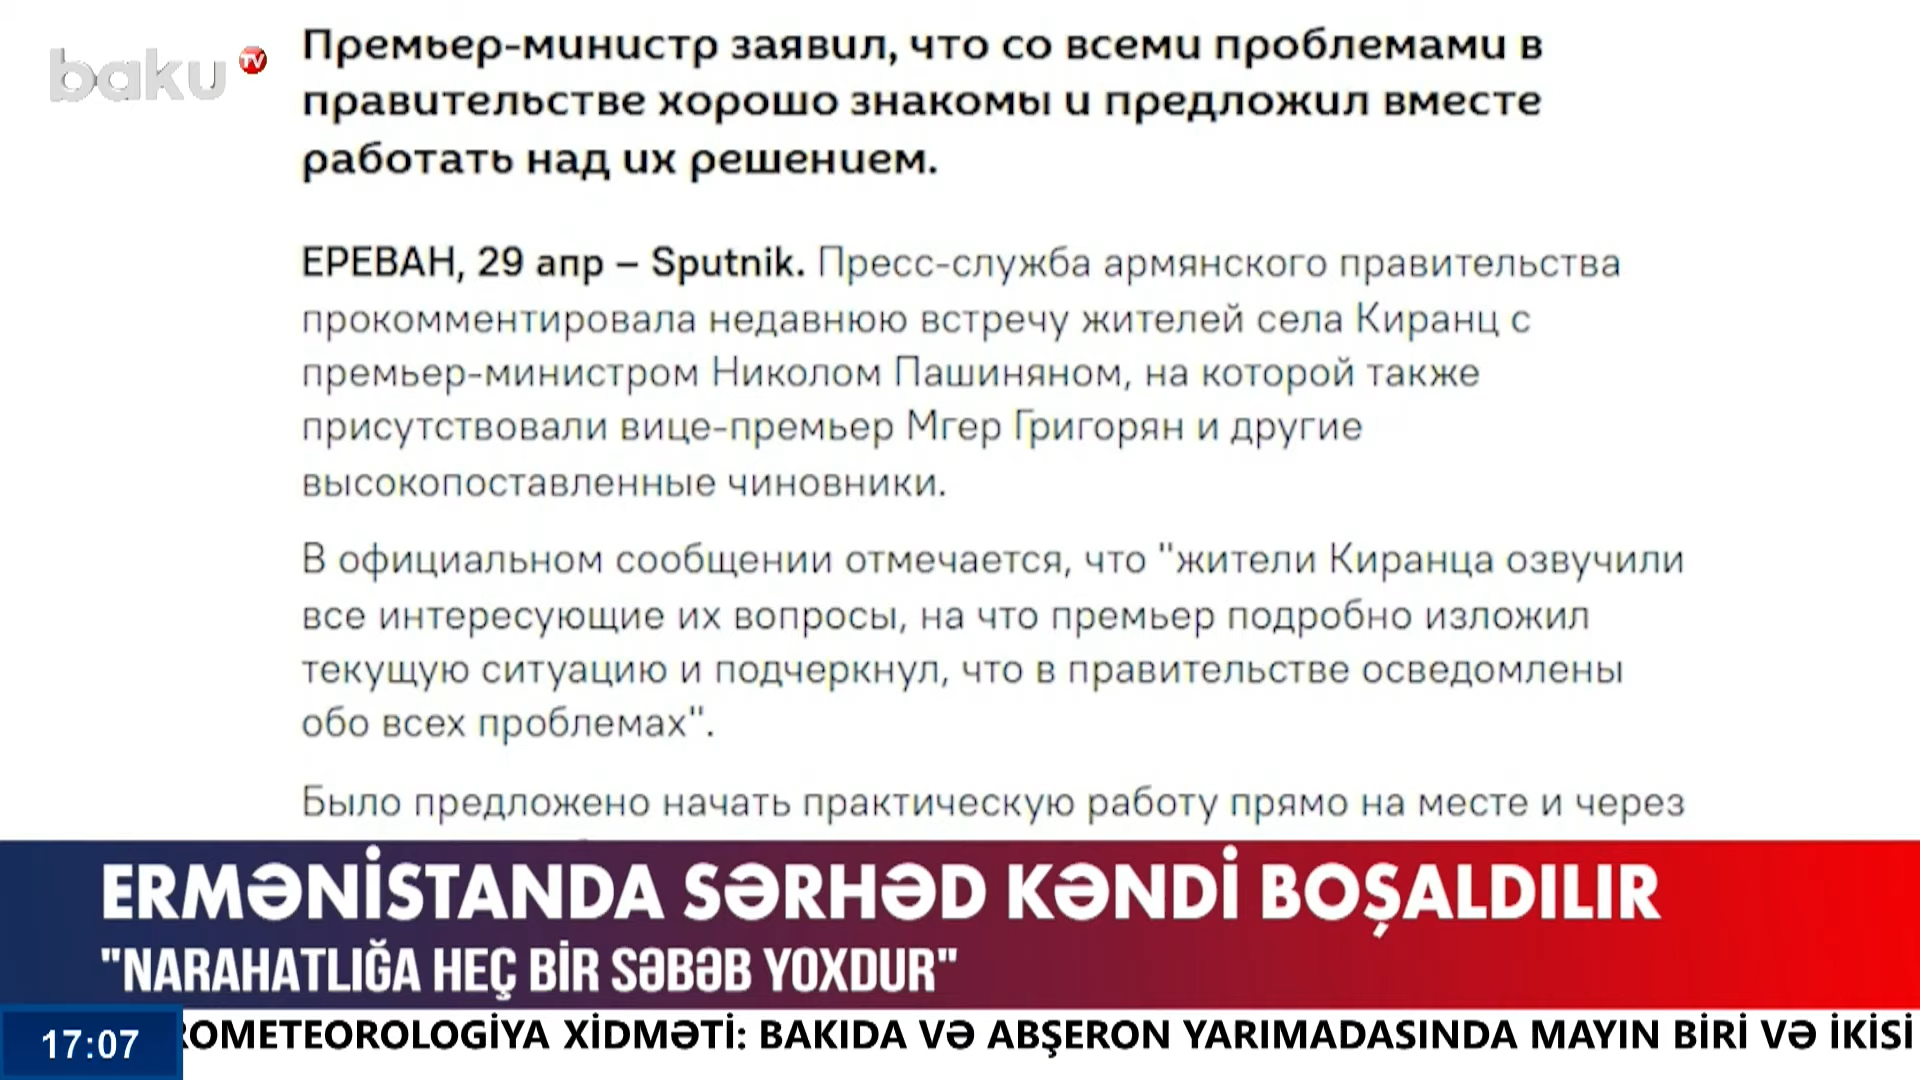 baku TV
Премьер-министр заявил, что со всеми проблемами в
правительстве хорошо знакомы и предложил вместе
работать над их решением.
ЕРЕВАН, 29 апр – Sputnik. Пресс-служба армянского правительства
прокомментировала недавнюю встречу жителей села Киранц с
премьер-министром Николом Пашиняном, на которой также
присутствовали вице-премьер Мгер Григорян и другие
высокопоставленные чиновники.
В официальном сообщении отмечается, что "жители Киранца озвучили
все интересующие их вопросы, на что премьер подробно изложил
текущую ситуацию и подчеркнул, что в правительстве осведомлены
обо всех проблемах".
Было предложено начать практическую работу прямо на месте и через
ERMƏNİSTANDA SƏRHƏD KƏNDİ BOŞALDILIR
"NARAHATLIĞA HEÇ BİR SƏBƏB YOXDUR"
17:07 ROMETEOROLOGİYA XİDMƏTİ: BAKIDA VƏ ABŞERON YARIMADASINDA MAYIN BİRİ VƏ İKİSİ